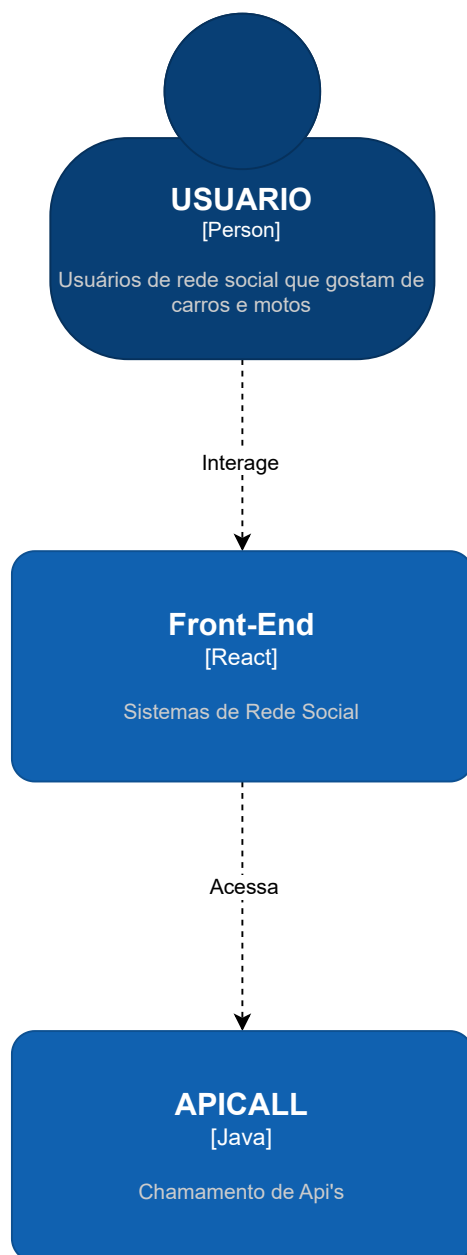 USUARIO
[Person]
Usuários de rede social que gostam de
carros e motos
Interage
Front-End
[React]
Sistemas de Rede Social
Acessa
APICALL
[Java]
Chamamento de Api's